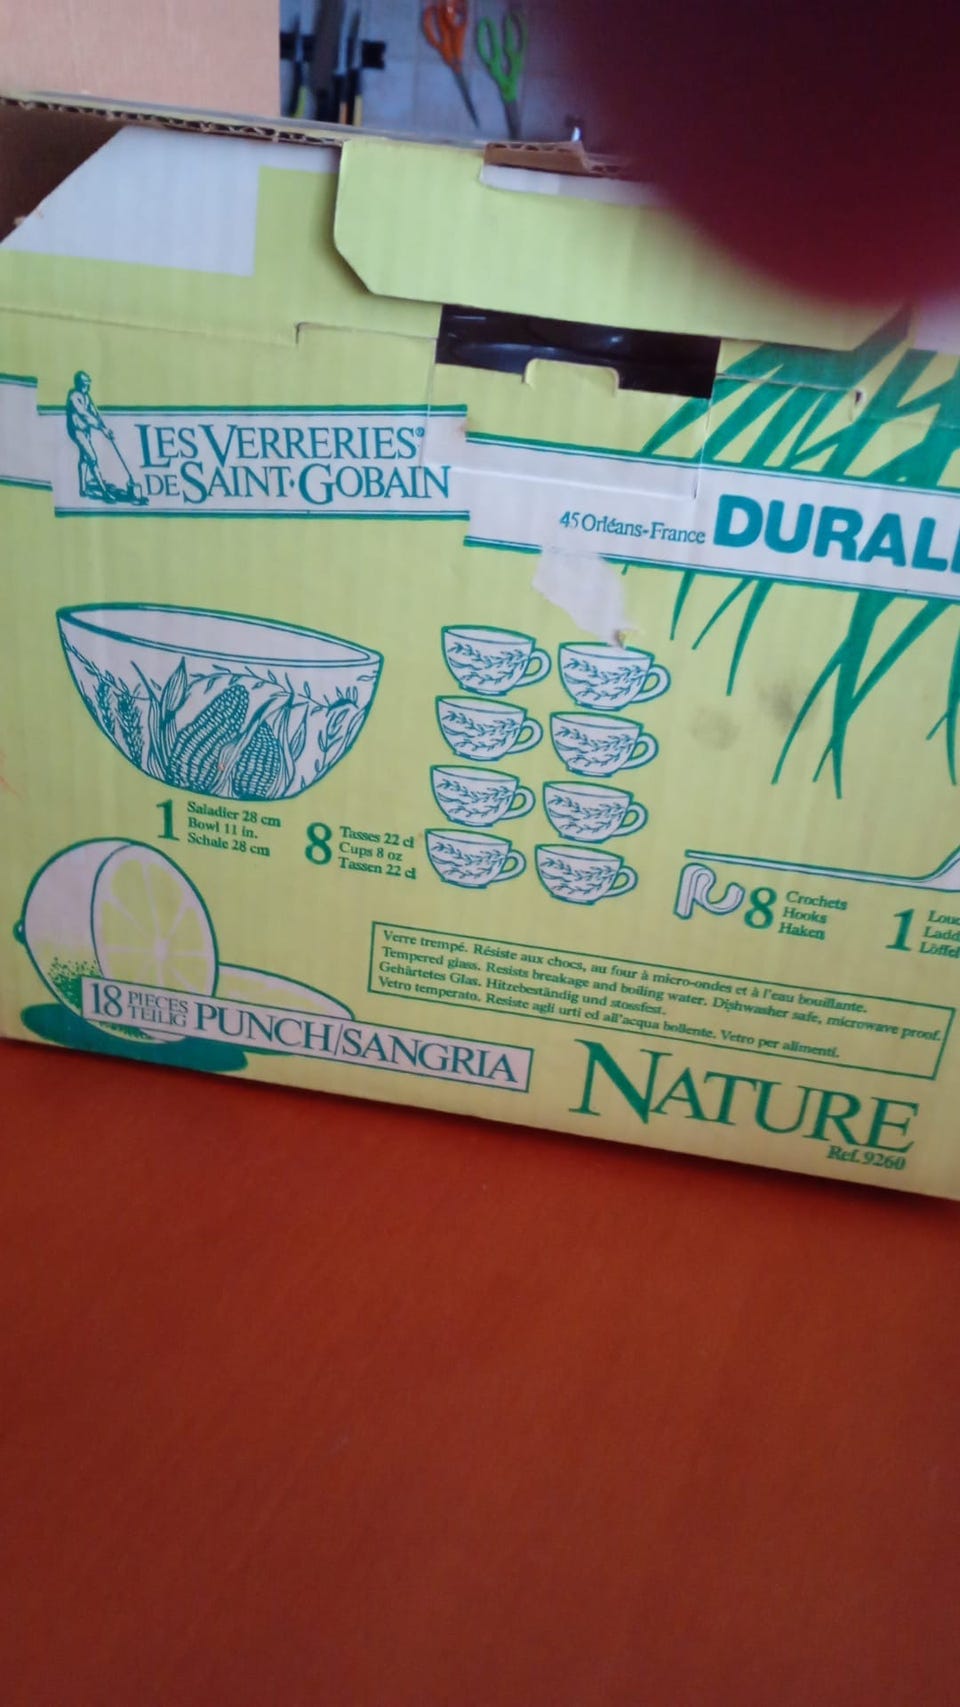 LES VERRERIES®
DE SAINT·GOBAIN
45 Orléans-France DURAL
1 Saladier 28 cm
Bowl 11 in.
Schale 28 cm
8 Tasses 22 cl
Cups 8 oz
Tassen 22 cl
8 Crochets
Hooks
Haken
1 Louc
Ladd
Löffel
Verre trempé. Résiste aux chocs, au four à micro-ondes et à l'eau bouillante.
Tempered glass. Resists breakage and boiling water. Dishwasher safe, microwave proof.
Gehärtetes Glas. Hitzebeständig und stossfest.
Vetro temperato. Resiste agli urti ed all'acqua bollente. Vetro per alimenti.
18 PIECES
TEILIG PUNCH/SANGRIA
NATURE
Ref. 9260